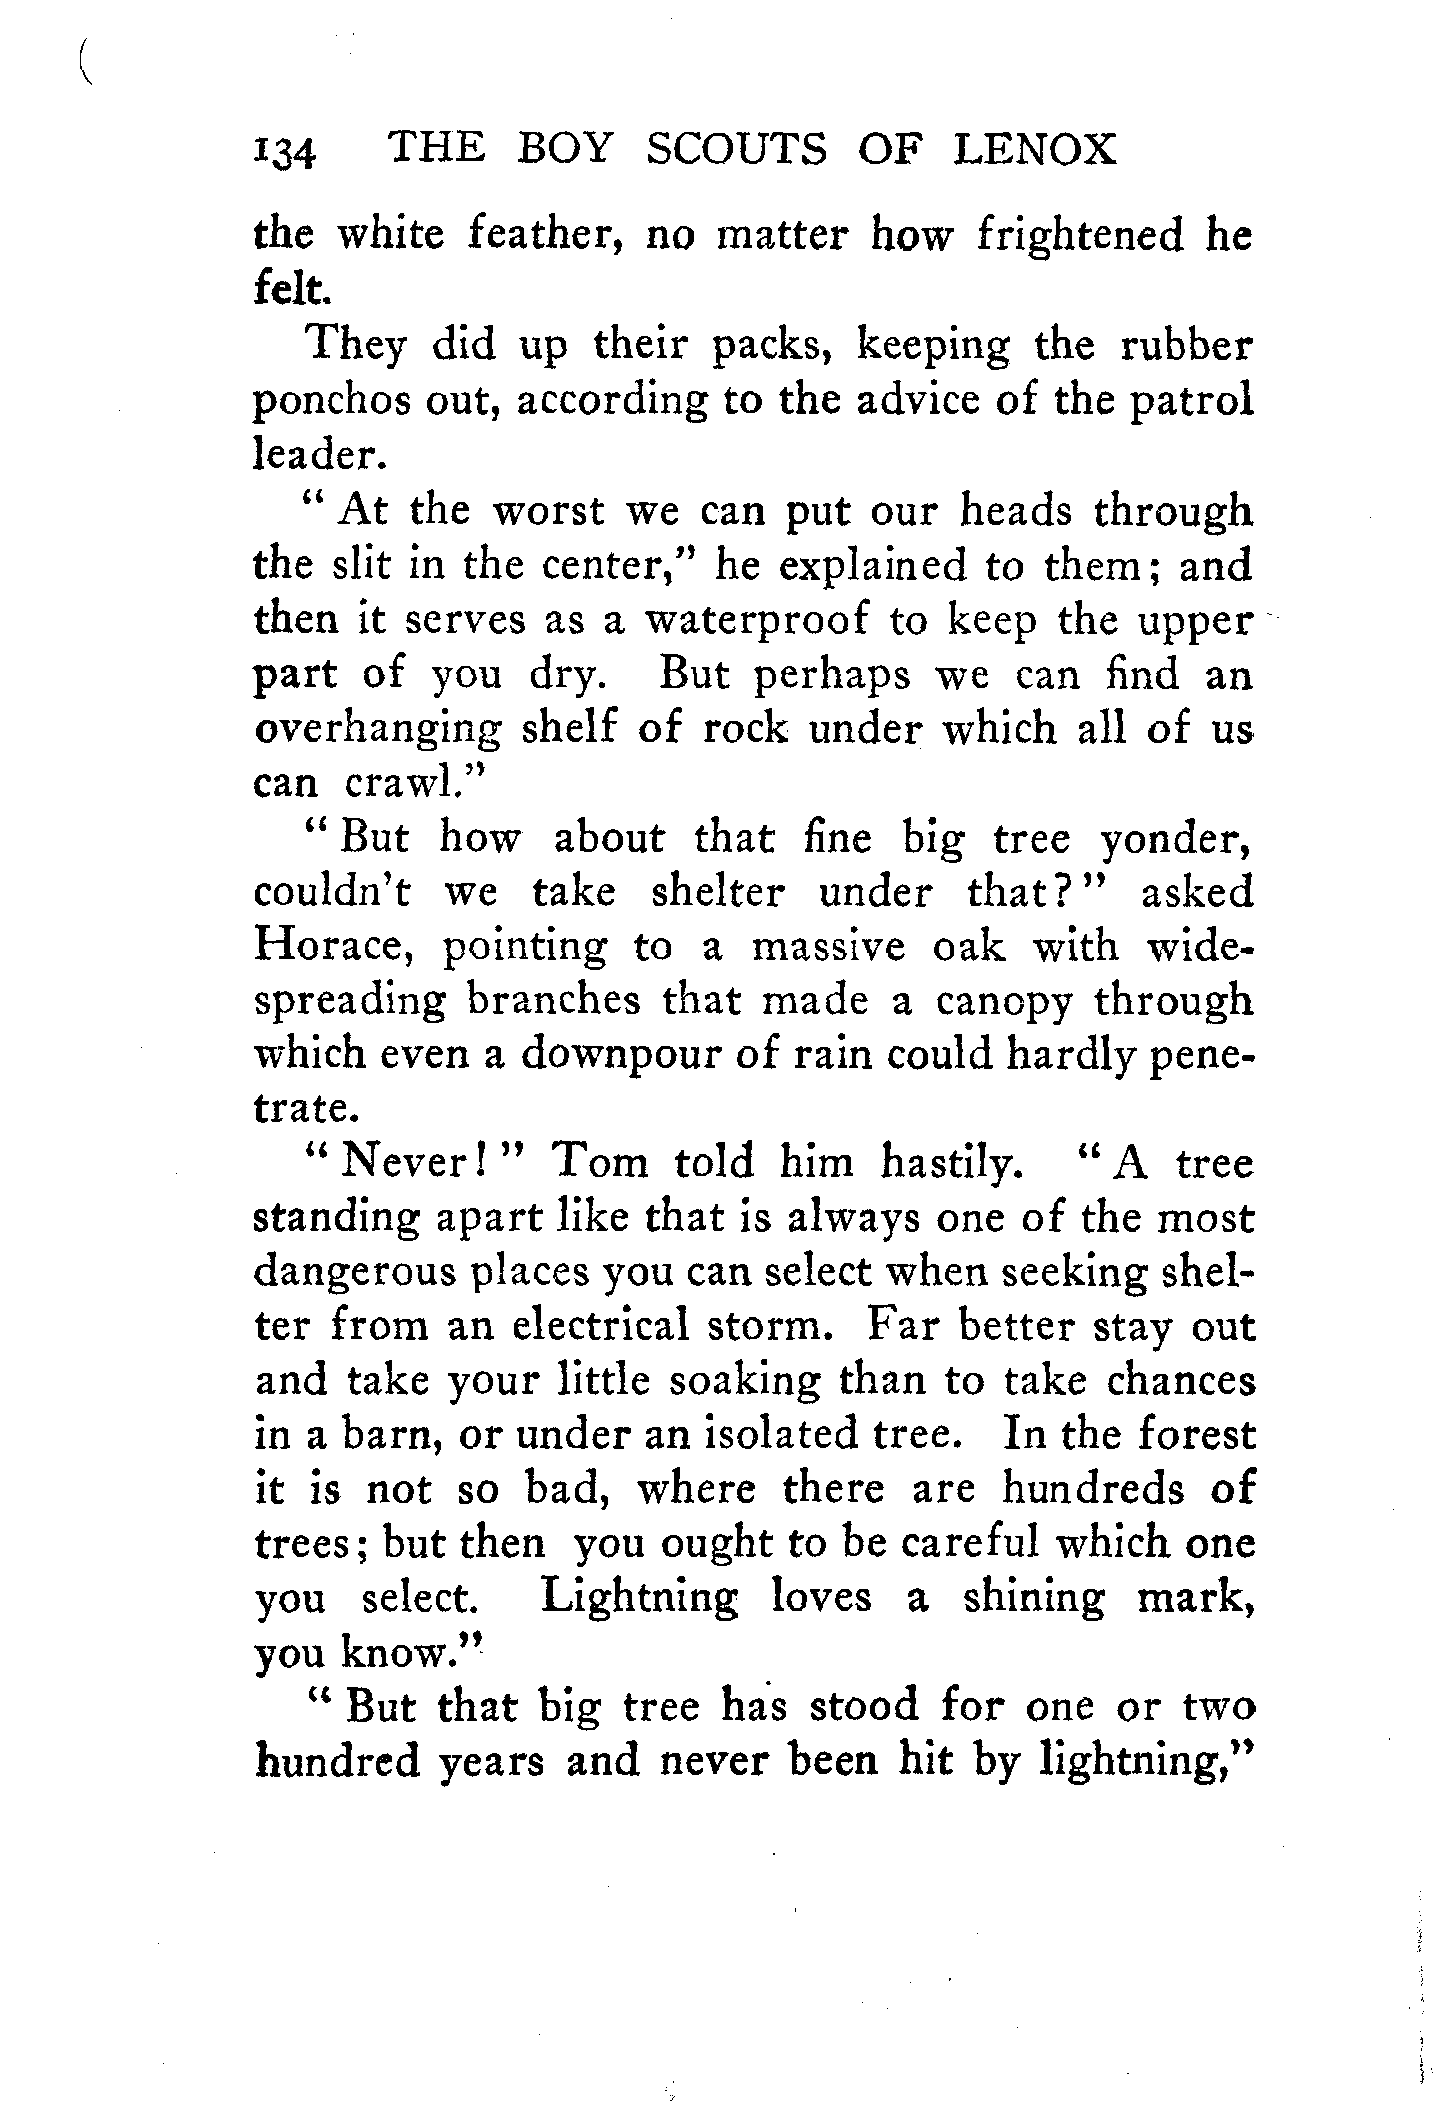 134 THE BOY SCOUTS OF LENOX
the white feather, no matter how frightened he
felt.
They did up their packs, keeping the rubber
ponchos out, according to the advice of the patrol
leader.
" At the worst we can put our heads through
the slit in the center," he explained to them; and
then it serves as a waterproof to keep the upper
part of you dry. But perhaps we can find an
overhanging shelf of rock under which all of us
can crawl."
" But how about that fine big tree yonder,
couldn't we take shelter under that? " asked
Horace, pointing to a massive oak with wide-
spreading branches that made a canopy through
which even a downpour of rain could hardly pene-
trate.
" Never! " Tom told him hastily. " A tree
standing apart like that is always one of the most
dangerous places you can select when seeking shel-
ter from an electrical storm. Far better stay out
and take your little soaking than to take chances
in a barn, or under an isolated tree. In the forest
it is not so bad, where there are hundreds of
trees; but then you ought to be careful which one
you select. Lightning loves a shining mark,
you know."
" But that big tree has stood for one or two
hundred years and never been hit by lightning,"